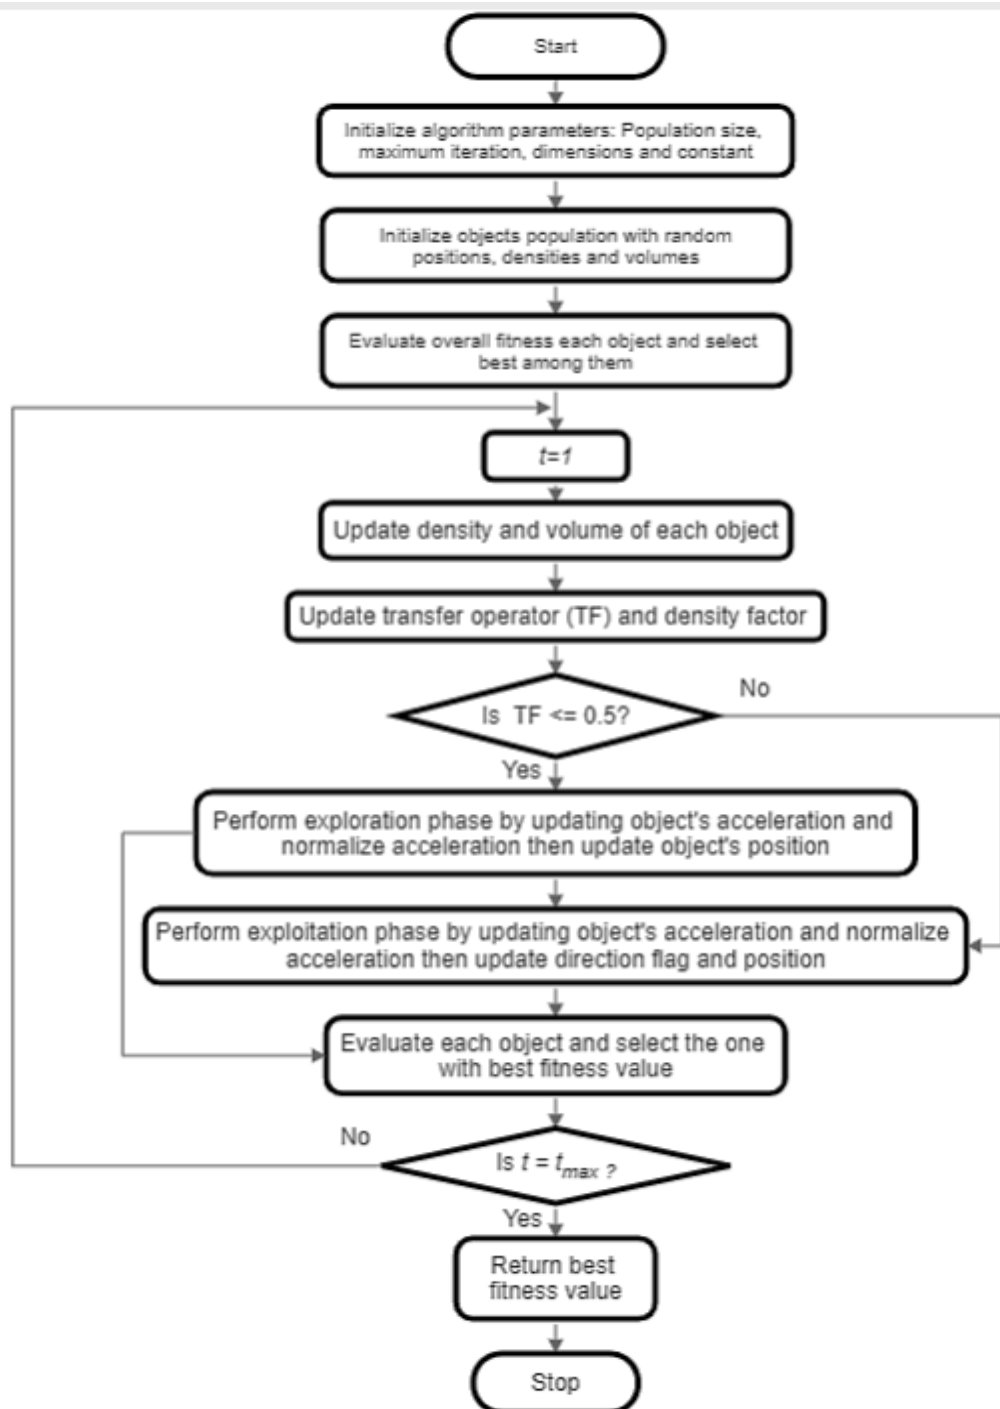 Start
Initialize algorithm parameters: Population size,
maximum iteration, dimensions and constant
Initialize objects population with random
positions, densities and volumes
Evaluate overall fitness each object and select
best among them
t=1
Update density and volume of each object
Update transfer operator (TF) and density factor
No
Is TF <= 0.5?
Yes
Perform exploration phase by updating object's acceleration and
normalize acceleration then update object's position
Perform exploitation phase by updating object's acceleration and normalize
acceleration then update direction flag and position
Evaluate each object and select the one
with best fitness value
No
Is t = tmax ?
Yes
Return best
fitness value
Stop